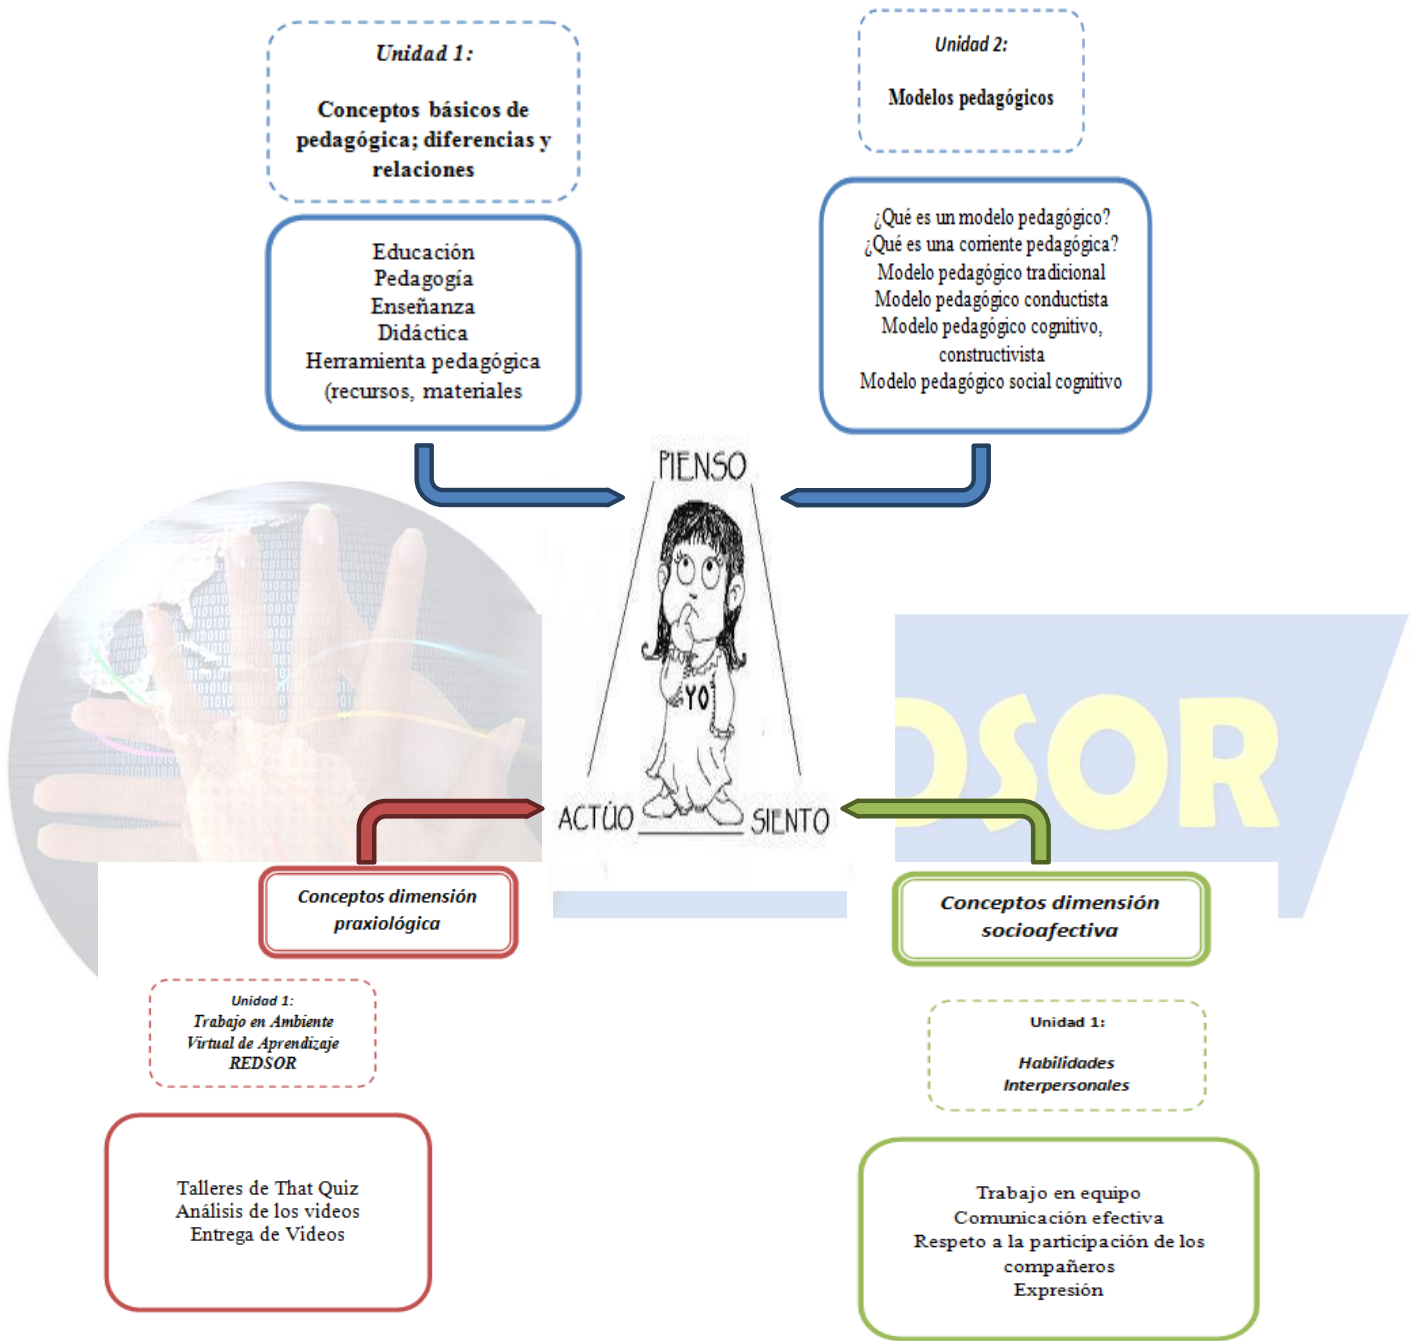 Unidad 1:
Conceptos básicos de
pedagógica; diferencias y
relaciones
Educación
Pedagogía
Enseñanza
Didáctica
Herramienta pedagógica
(recursos, materiales
Unidad 2:
Modelos pedagógicos
¿Qué es un modelo pedagógico?
¿Qué es una corriente pedagógica?
Modelo pedagógico tradicional
Modelo pedagógico conductista
Modelo pedagógico cognitivo,
constructivista
Modelo pedagógico social cognitivo
PIENSO
YO
ACTÚO
SIENTO
DSOR
Conceptos dimensión
praxiológica
Unidad 1:
Trabajo en Ambiente
Virtual de Aprendizaje
REDSOR
Talleres de That Quiz
Análisis de los videos
Entrega de Videos
Conceptos dimensión
socioafectiva
Unidad 1:
Habilidades
Interpersonales
Trabajo en equipo
Comunicación efectiva
Respeto a la participación de los
compañeros
Expresión